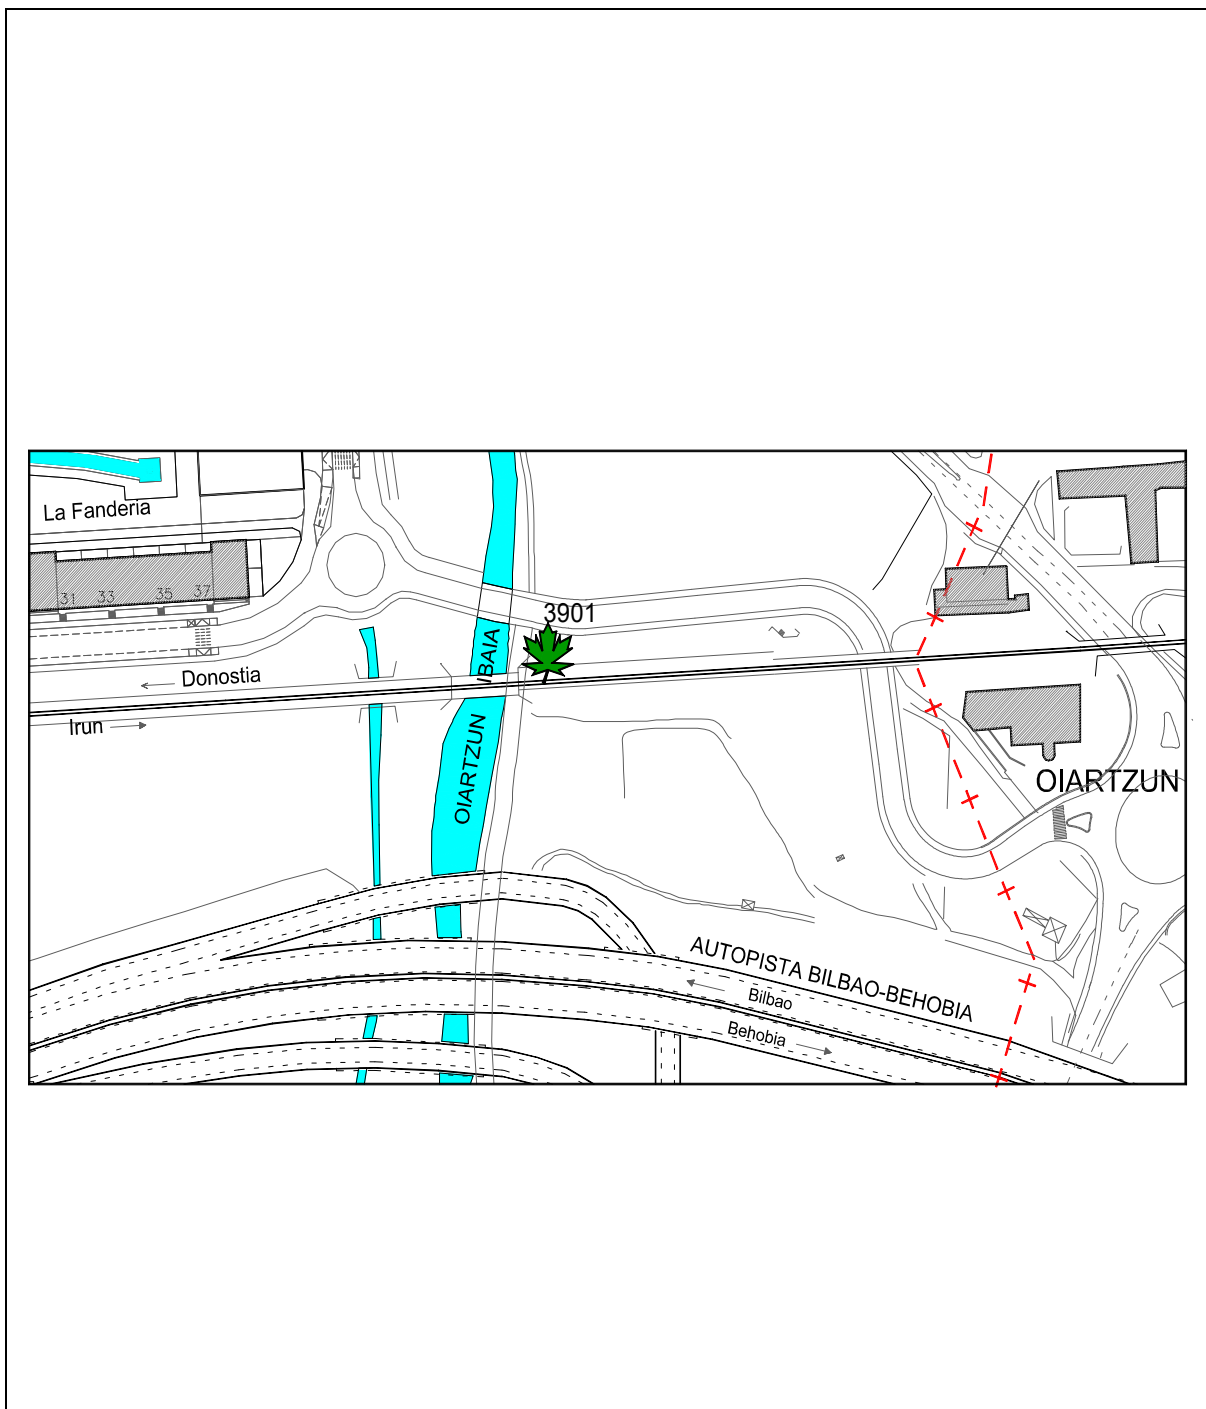 La Fanderia
31 33 35 37
3901
IBAIA
Donostia
Irun
OIARTZUN
OIARTZUN
AUTOPISTA BILBAO-BEHOBIA
Bilbao
Behobia